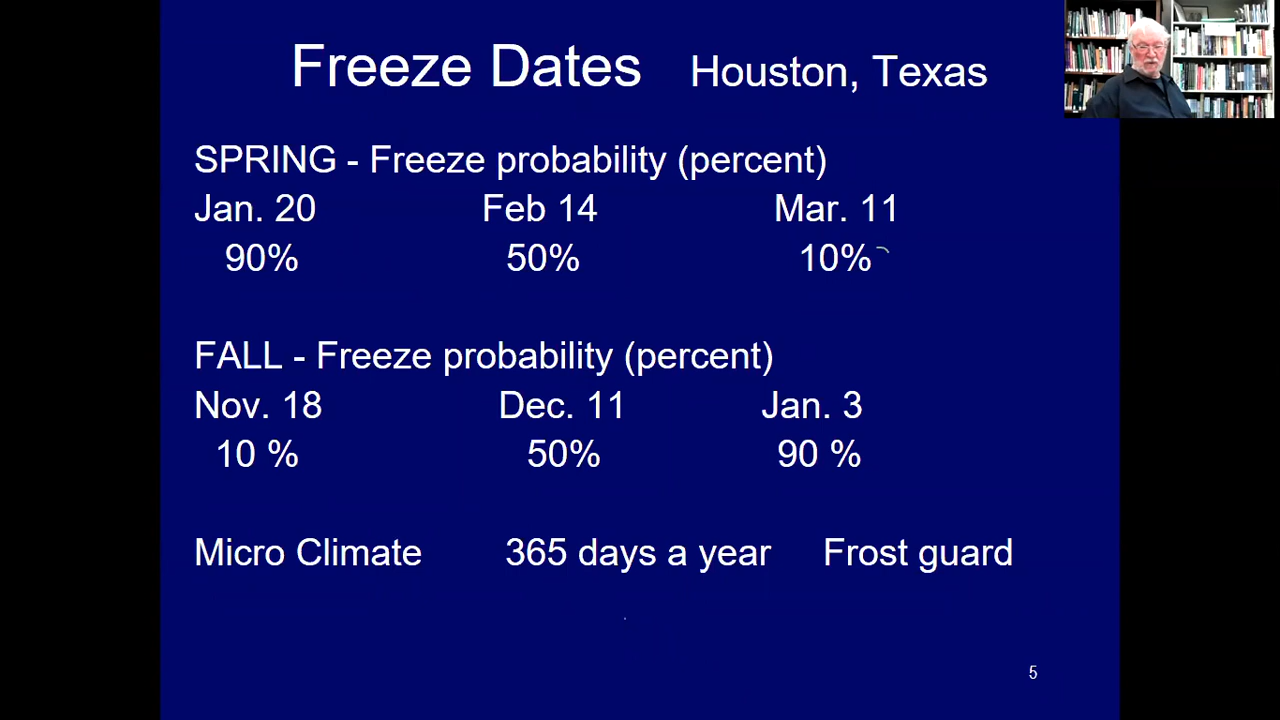 Freeze Dates Houston, Texas
SPRING - Freeze probability (percent)
Jan. 20 Feb 14 Mar. 11
90% 50% 10%
FALL - Freeze probability (percent)
Nov. 18 Dec. 11 Jan. 3
10 % 50% 90 %
Micro Climate 365 days a year Frost guard
5